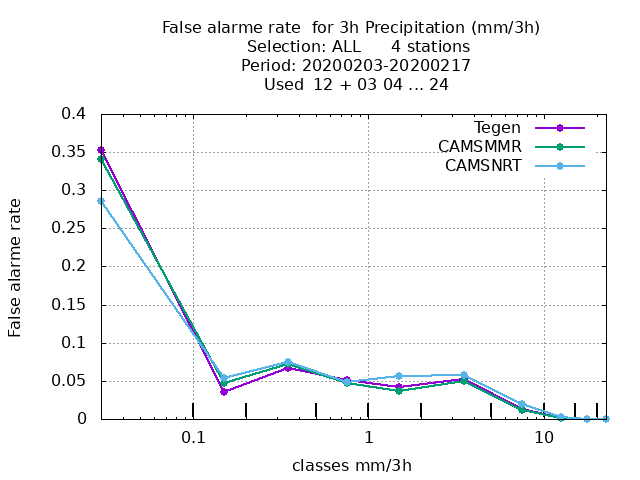 False alarme rate  for 3h Precipitation (mm/3h)
Selection: ALL      4 stations
Period: 20200203-20200217
Used  12 + 03 04 ... 24
Tegen
CAMSMMR
CAMSNRT
0.4
0.35
0.3
0.25
0.2
0.15
0.1
0.05
0
False alarme rate
0.1
1
10
classes mm/3h